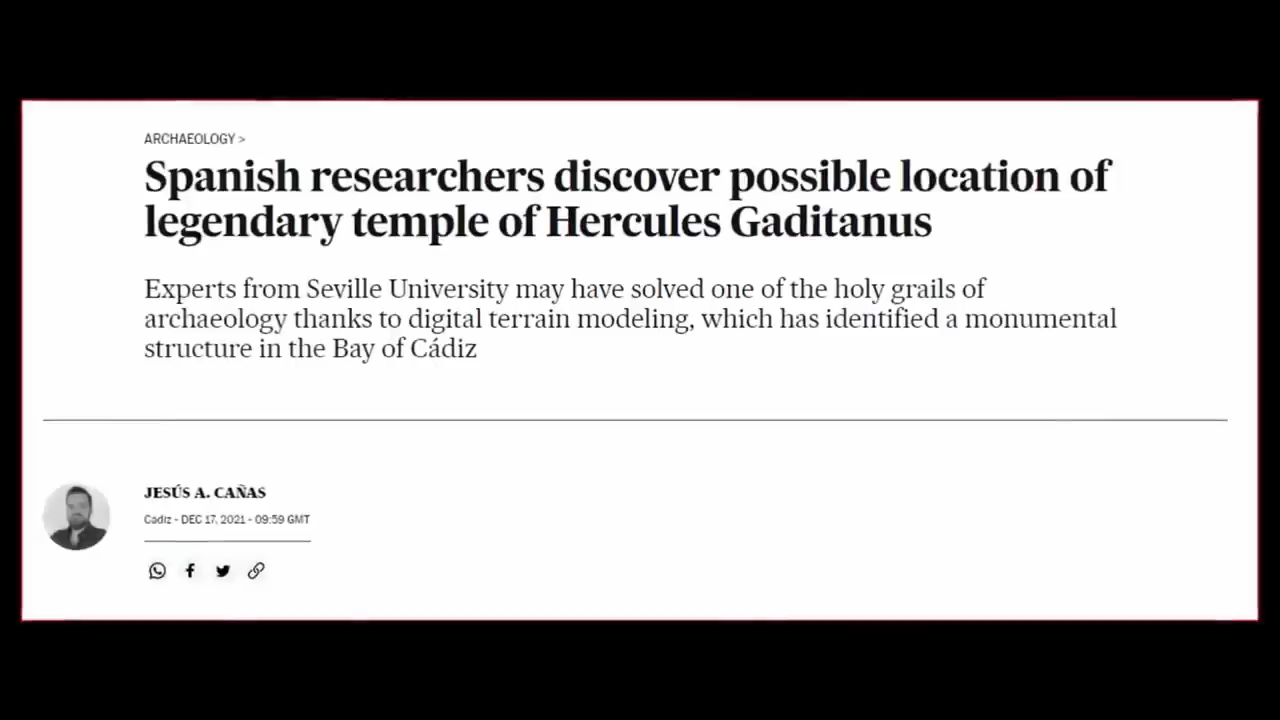 ARCHAEOLOGY >
Spanish researchers discover possible location of
legendary temple of Hercules Gaditanus
Experts from Seville University may have solved one of the holy grails of
archaeology thanks to digital terrain modeling, which has identified a monumental
structure in the Bay of Cádiz
JESÚS A. CAÑAS
Cadiz - DEC 17, 2021 - 09:59 GMT